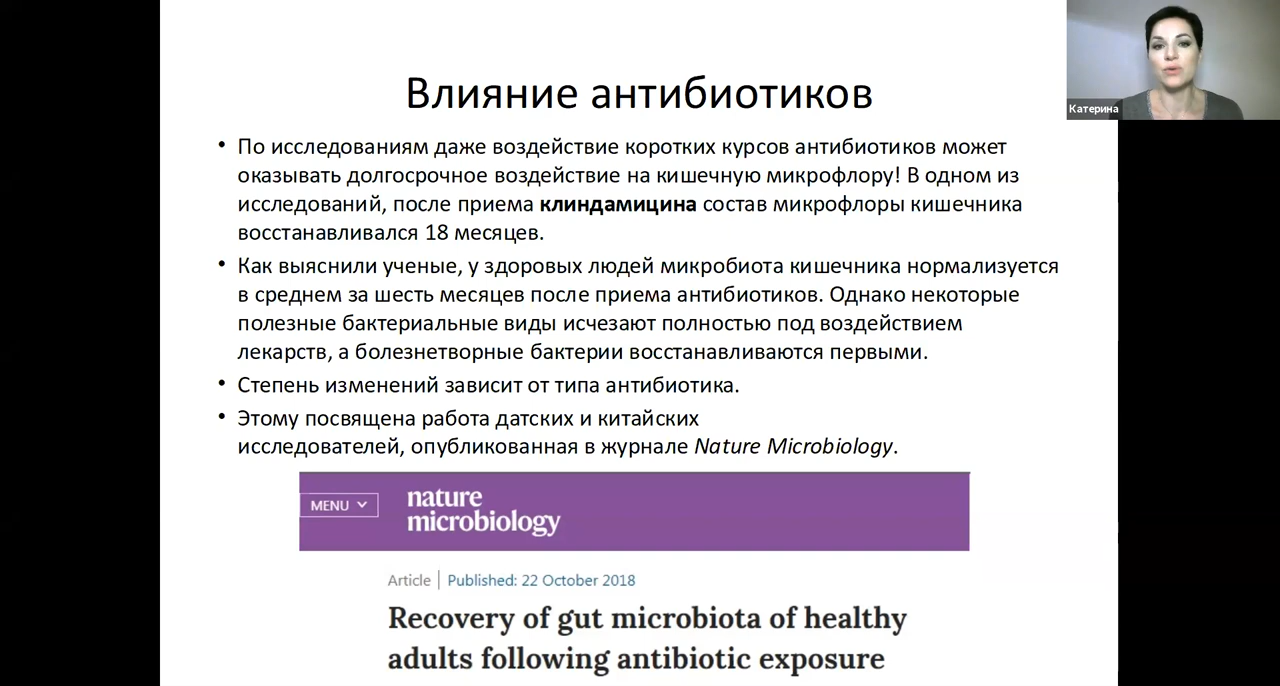 Влияние антибиотиков
Катерина
• По исследованиям даже воздействие коротких курсов антибиотиков может
оказывать долгосрочное воздействие на кишечную микрофлору! В одном из
исследований, после приема клиндамицина состав микрофлоры кишечника
восстанавливался 18 месяцев.
• Как выяснили ученые, у здоровых людей микробиота кишечника нормализуется
в среднем за шесть месяцев после приема антибиотиков. Однако некоторые
полезные бактериальные виды исчезают полностью под воздействием
лекарств, а болезнетворные бактерии восстанавливаются первыми.
• Степень изменений зависит от типа антибиотика.
• Этому посвящена работа датских и китайских
исследователей, опубликованная в журнале Nature Microbiology.
MENU
nature
microbiology
Article | Published: 22 October 2018
Recovery of gut microbiota of healthy
adults following antibiotic exposure